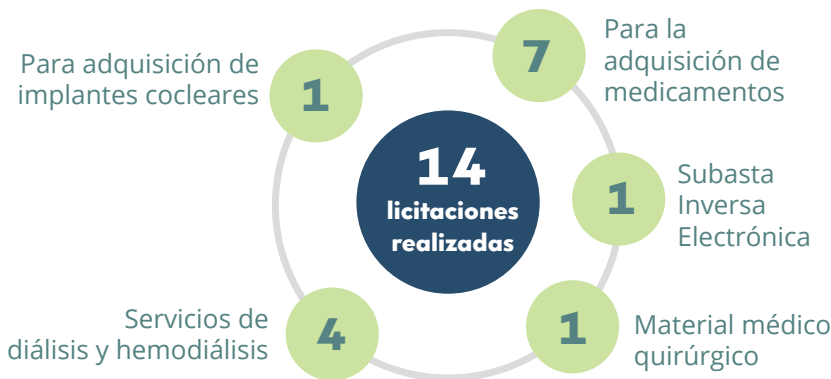 14
licitaciones
realizadas
1
Para adquisición de
implantes cocleares
7
Para la
adquisición de
medicamentos
1
Subasta
Inversa
Electrónica
1
Material médico
quirúrgico
4
Servicios de
diálisis y hemodiálisis